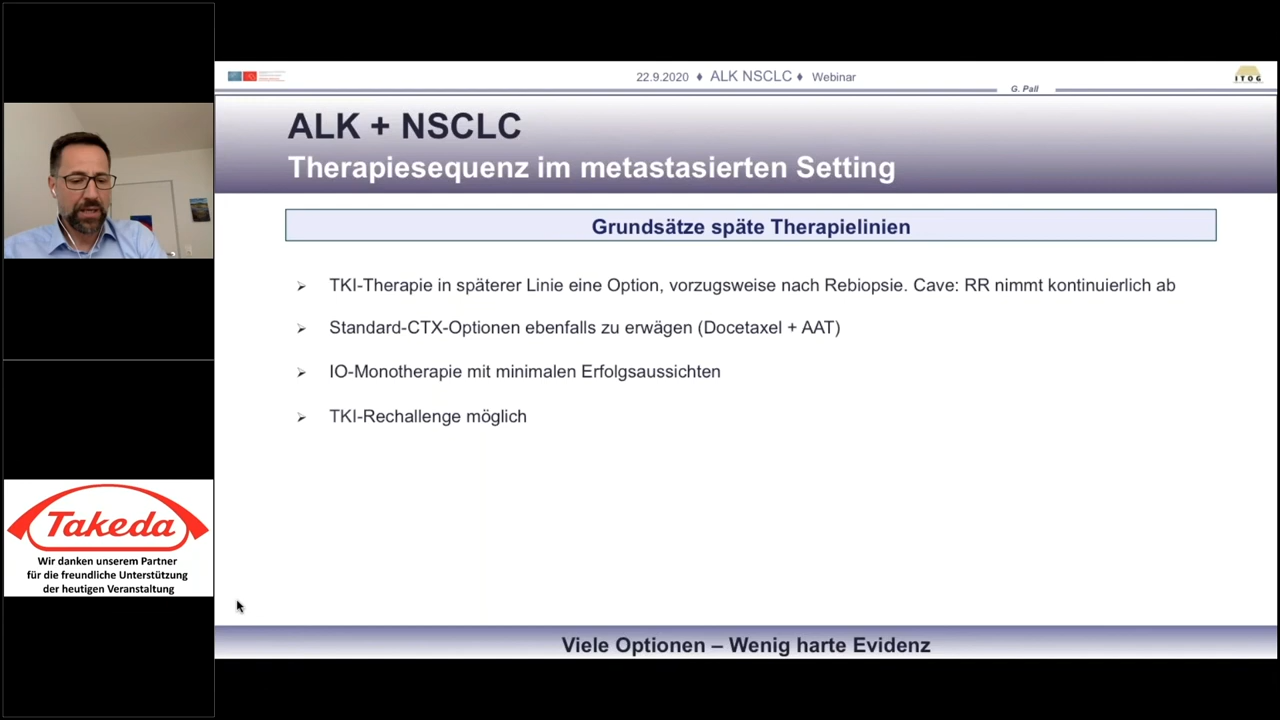 22.9.2020 ♦ ALK NSCLC ♦ Webinar
G. Pall
ITOG
ALK + NSCLC
Therapiesequenz im metastasierten Setting
Grundsätze späte Therapielinien
➢ TKI-Therapie in späterer Linie eine Option, vorzugsweise nach Rebiopsie. Cave: RR nimmt kontinuierlich ab
➢ Standard-CTX-Optionen ebenfalls zu erwägen (Docetaxel + AAT)
➢ IO-Monotherapie mit minimalen Erfolgsaussichten
➢ TKI-Rechallenge möglich
Viele Optionen – Wenig harte Evidenz
Takeda
Wir danken unserem Partner
für die freundliche Unterstützung
der heutigen Veranstaltung